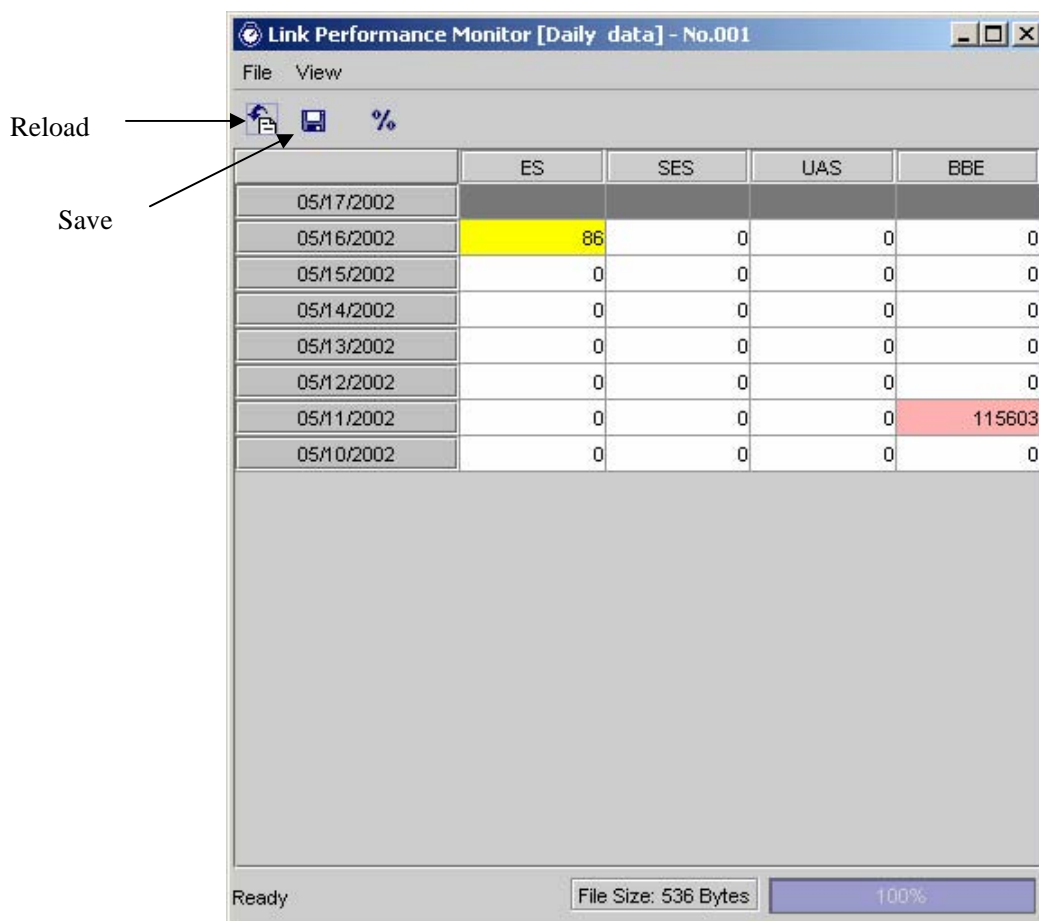 Link Performance Monitor [Daily data] - No.001
File View
Reload
%
Save
ES SES UAS BBE
05/17/2002
05/16/2002 86 0 0 0
05/15/2002 0 0 0 0
05/14/2002 0 0 0 0
05/13/2002 0 0 0 0
05/12/2002 0 0 0 0
05/11/2002 0 0 0 115603
05/10/2002 0 0 0 0
Ready File Size: 536 Bytes 100%